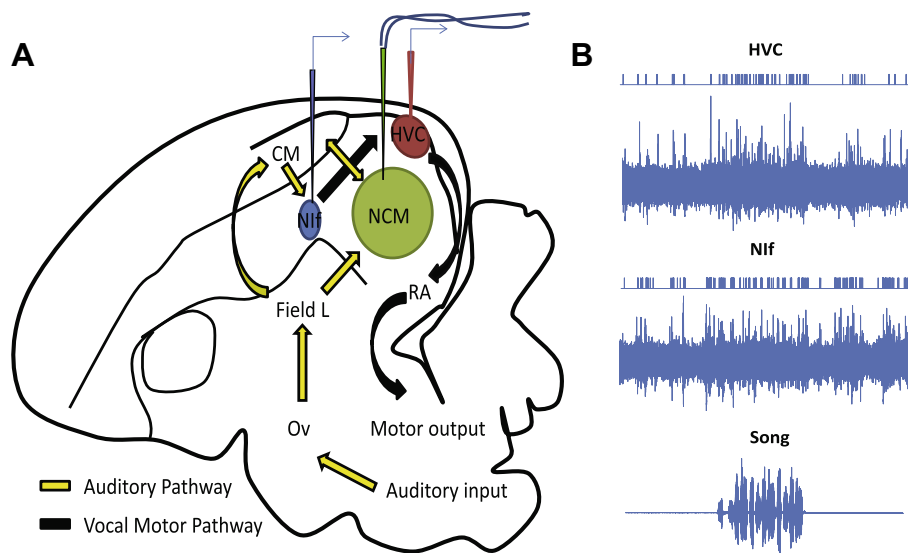 A
HVC
CM
NIf
NCM
RA
Field L
Ov
Motor output
Auditory Pathway
Auditory input
Vocal Motor Pathway
B
HVC
NIf
Song